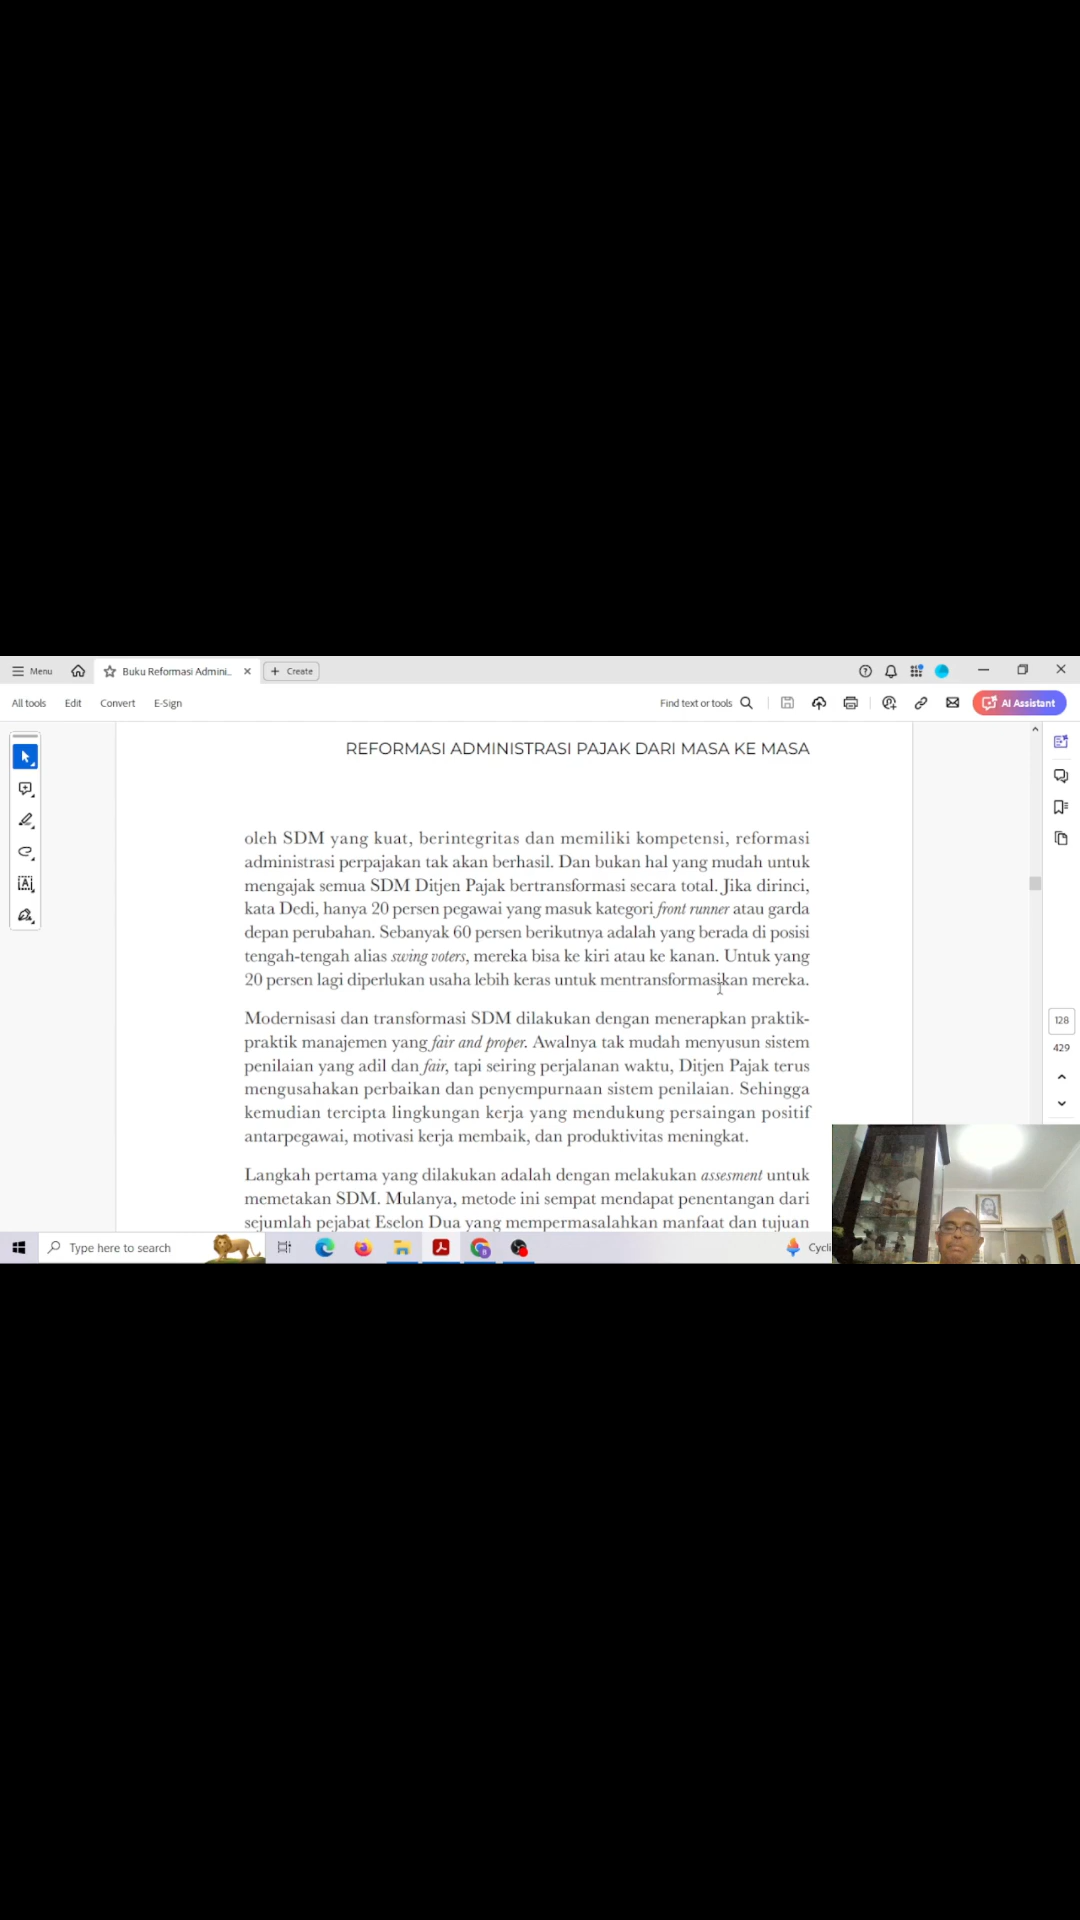 Menu
Buku Reformasi Admini..
Create
All tools
Edit
Convert
E-Sign
Find text or tools
AI Assistant
REFORMASI ADMINISTRASI PAJAK DARI MASA KE MASA
oleh SDM yang kuat, berintegritas dan memiliki kompetensi, reformasi
administrasi perpajakan tak akan berhasil. Dan bukan hal yang mudah untuk
mengajak semua SDM Ditjen Pajak bertransformasi secara total. Jika dirinci,
kata Dedi, hanya 20 persen pegawai yang masuk kategori front runner atau garda
depan perubahan. Sebanyak 60 persen berikutnya adalah yang berada di posisi
tengah-tengah alias swing voters, mereka bisa ke kiri atau ke kanan. Untuk yang
20 persen lagi diperlukan usaha lebih keras untuk mentransformasikan mereka.
Modernisasi dan transformasi SDM dilakukan dengan menerapkan praktik-
praktik manajemen yang fair and proper. Awalnya tak mudah menyusun sistem
penilaian yang adil dan fair, tapi seiring perjalanan waktu, Ditjen Pajak terus
mengusahakan perbaikan dan penyempurnaan sistem penilaian. Sehingga
kemudian tercipta lingkungan kerja yang mendukung persaingan positif
antarpegawai, motivasi kerja membaik, dan produktivitas meningkat.
Langkah pertama yang dilakukan adalah dengan melakukan assesment untuk
memetakan SDM. Mulanya, metode ini sempat mendapat penentangan dari
sejumlah pejabat Eselon Dua yang mempermasalahkan manfaat dan tujuan
128
429
Type here to search
Cycli